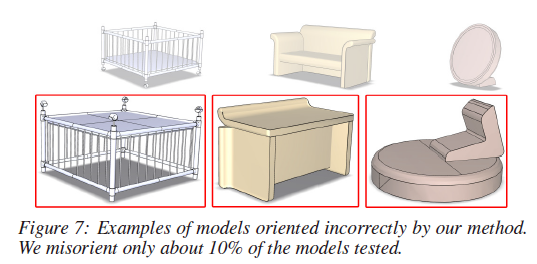 Figure 7: Examples of models oriented incorrectly by our method.
We misorient only about 10% of the models tested.